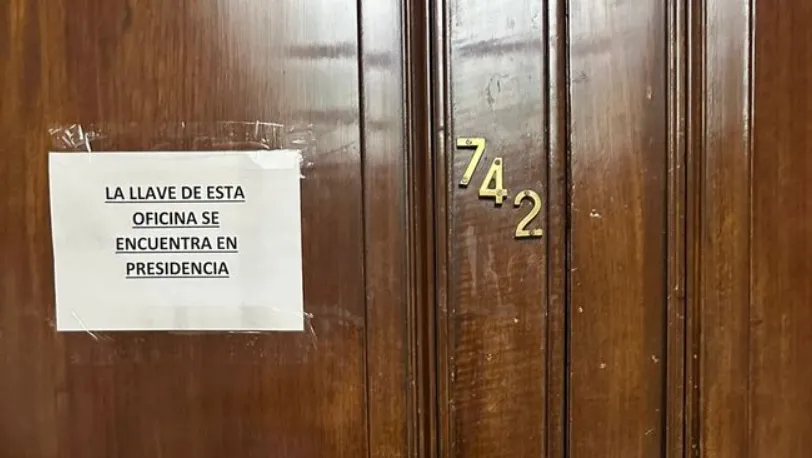 LA LLAVE DE ESTA
OFICINA SE
ENCUENTRA EN
PRESIDENCIA
742